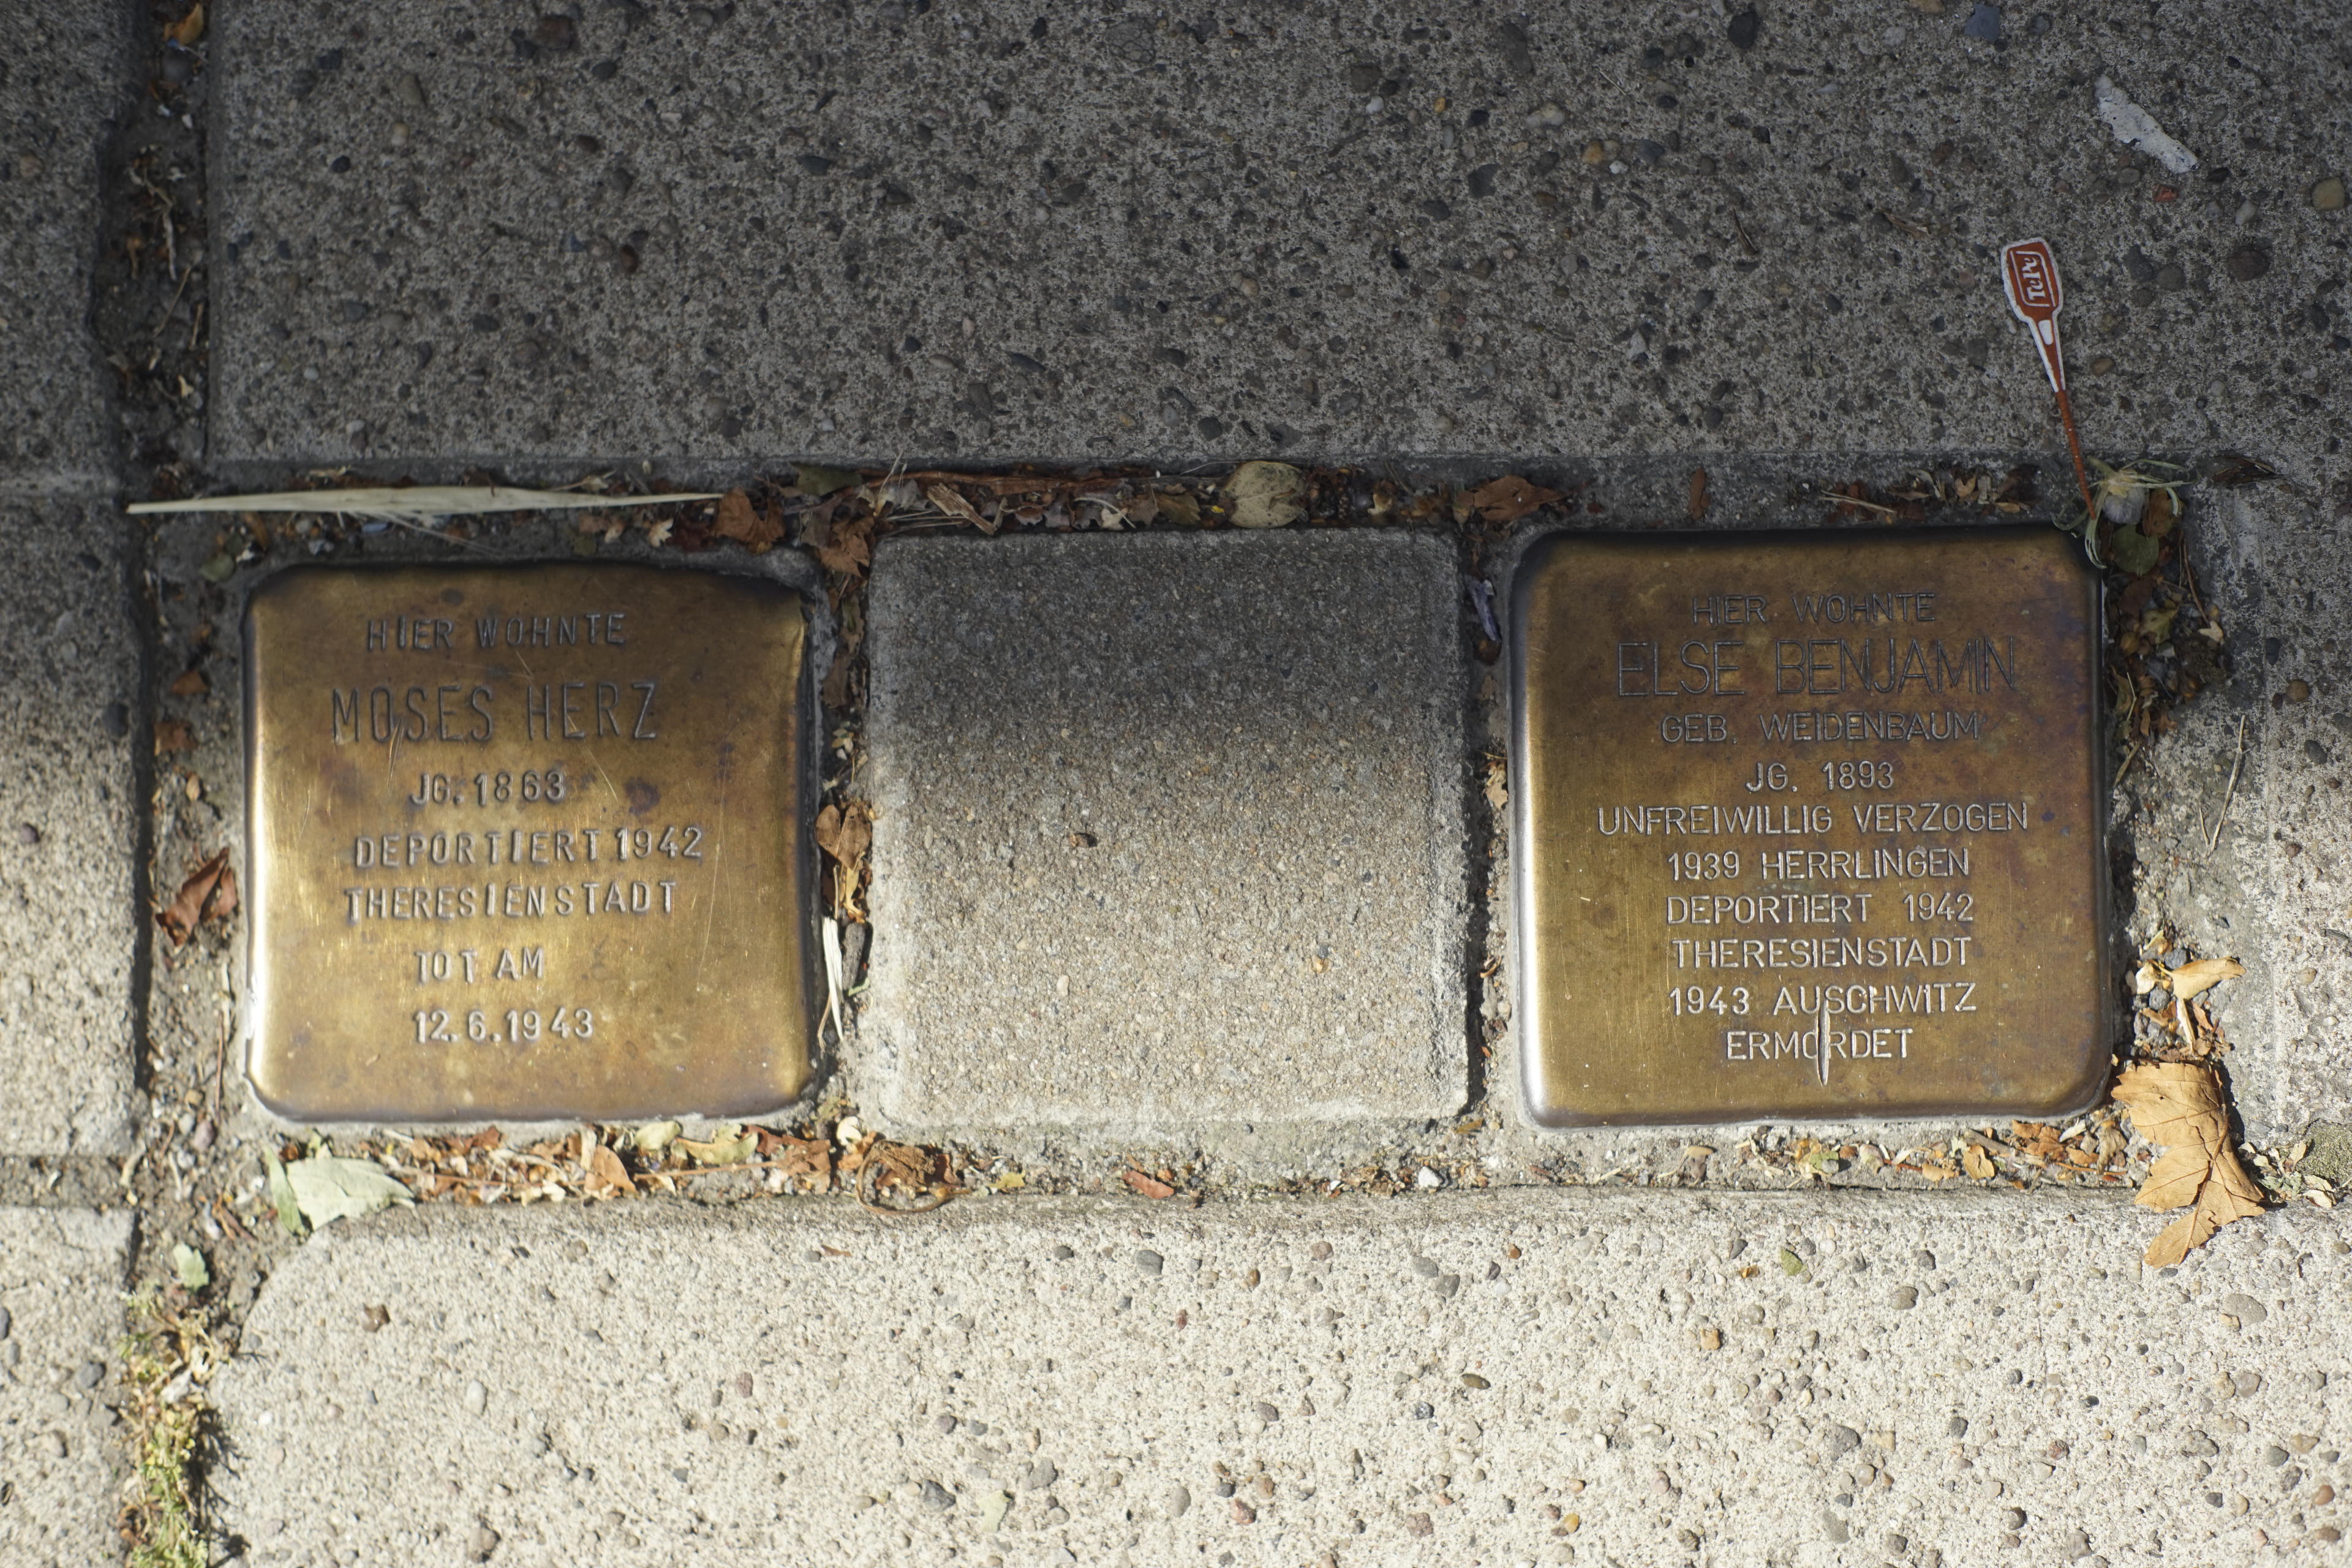 HIER WOHNTE
MOSES HERZ
JG. 1863
DEPORTIERT 1942
THERESIENSTADT
TOT AM
12.6.1943
HIER WOHNTE
ELSE BENJAMIN
GEB. WEIDENBAUM
JG. 1893
UNFREIWILLIG VERZOGEN
1939 HERRLINGEN
DEPORTIERT 1942
THERESIENSTADT
1943 AUSCHWITZ
ERMORDET
TePe